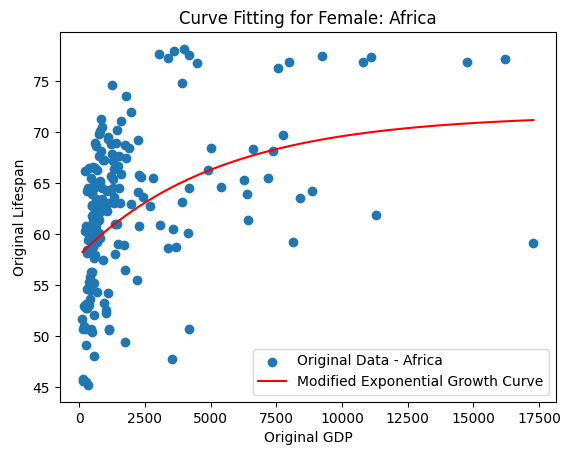 Curve Fitting for Female: Africa
Original Lifespan
75
70
65
60
55
50
45
Original Data - Africa
Modified Exponential Growth Curve
0 2500 5000 7500 10000 12500 15000 17500
Original GDP